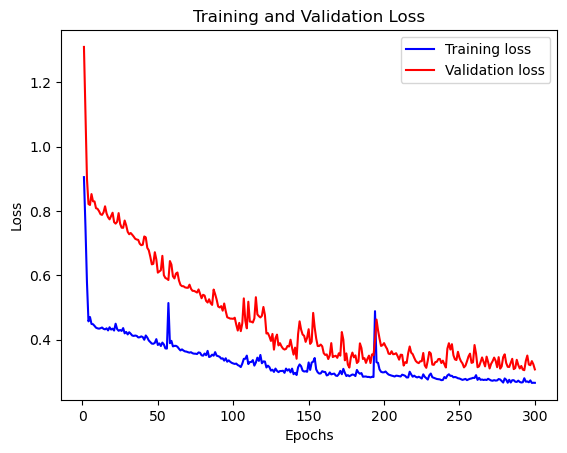 Training and Validation Loss
Training loss
Validation loss
1.2
1.0
0.8
0.6
0.4
Loss
0 50 100 150 200 250 300
Epochs